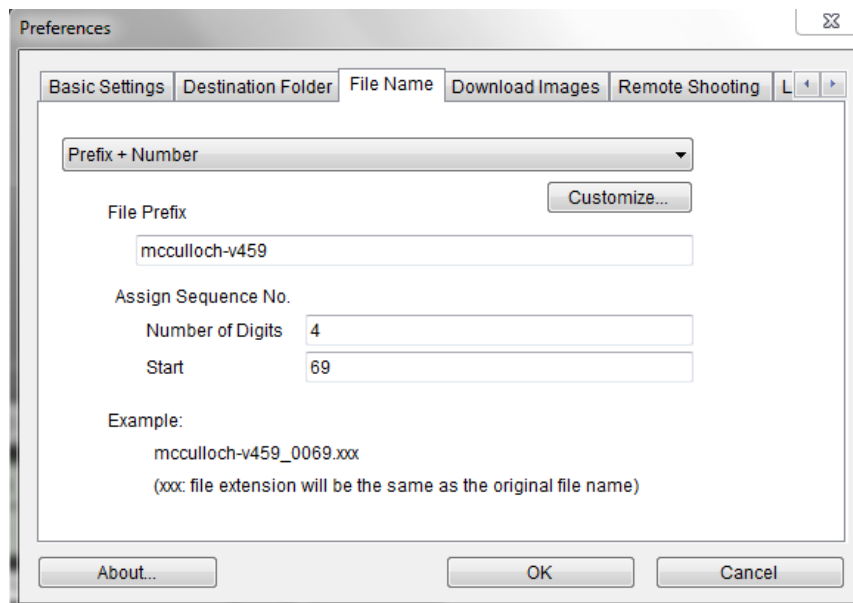 Preferences
Basic Settings Destination Folder File Name Download Images Remote Shooting L
Prefix + Number
Customize...
File Prefix
mcculloch-v459
Assign Sequence No.
Number of Digits 4
Start 69
Example:
mcculloch-v459_0069.xxx
(xxx: file extension will be the same as the original file name)
About... OK Cancel